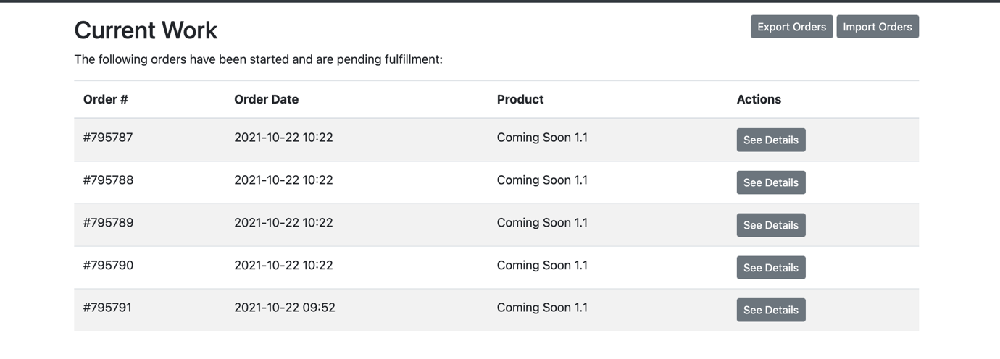 Current Work
Export Orders Import Orders
The following orders have been started and are pending fulfillment:
Order # Order Date Product Actions
#795787 2021-10-22 10:22 Coming Soon 1.1 See Details
#795788 2021-10-22 10:22 Coming Soon 1.1 See Details
#795789 2021-10-22 10:22 Coming Soon 1.1 See Details
#795790 2021-10-22 10:22 Coming Soon 1.1 See Details
#795791 2021-10-22 09:52 Coming Soon 1.1 See Details